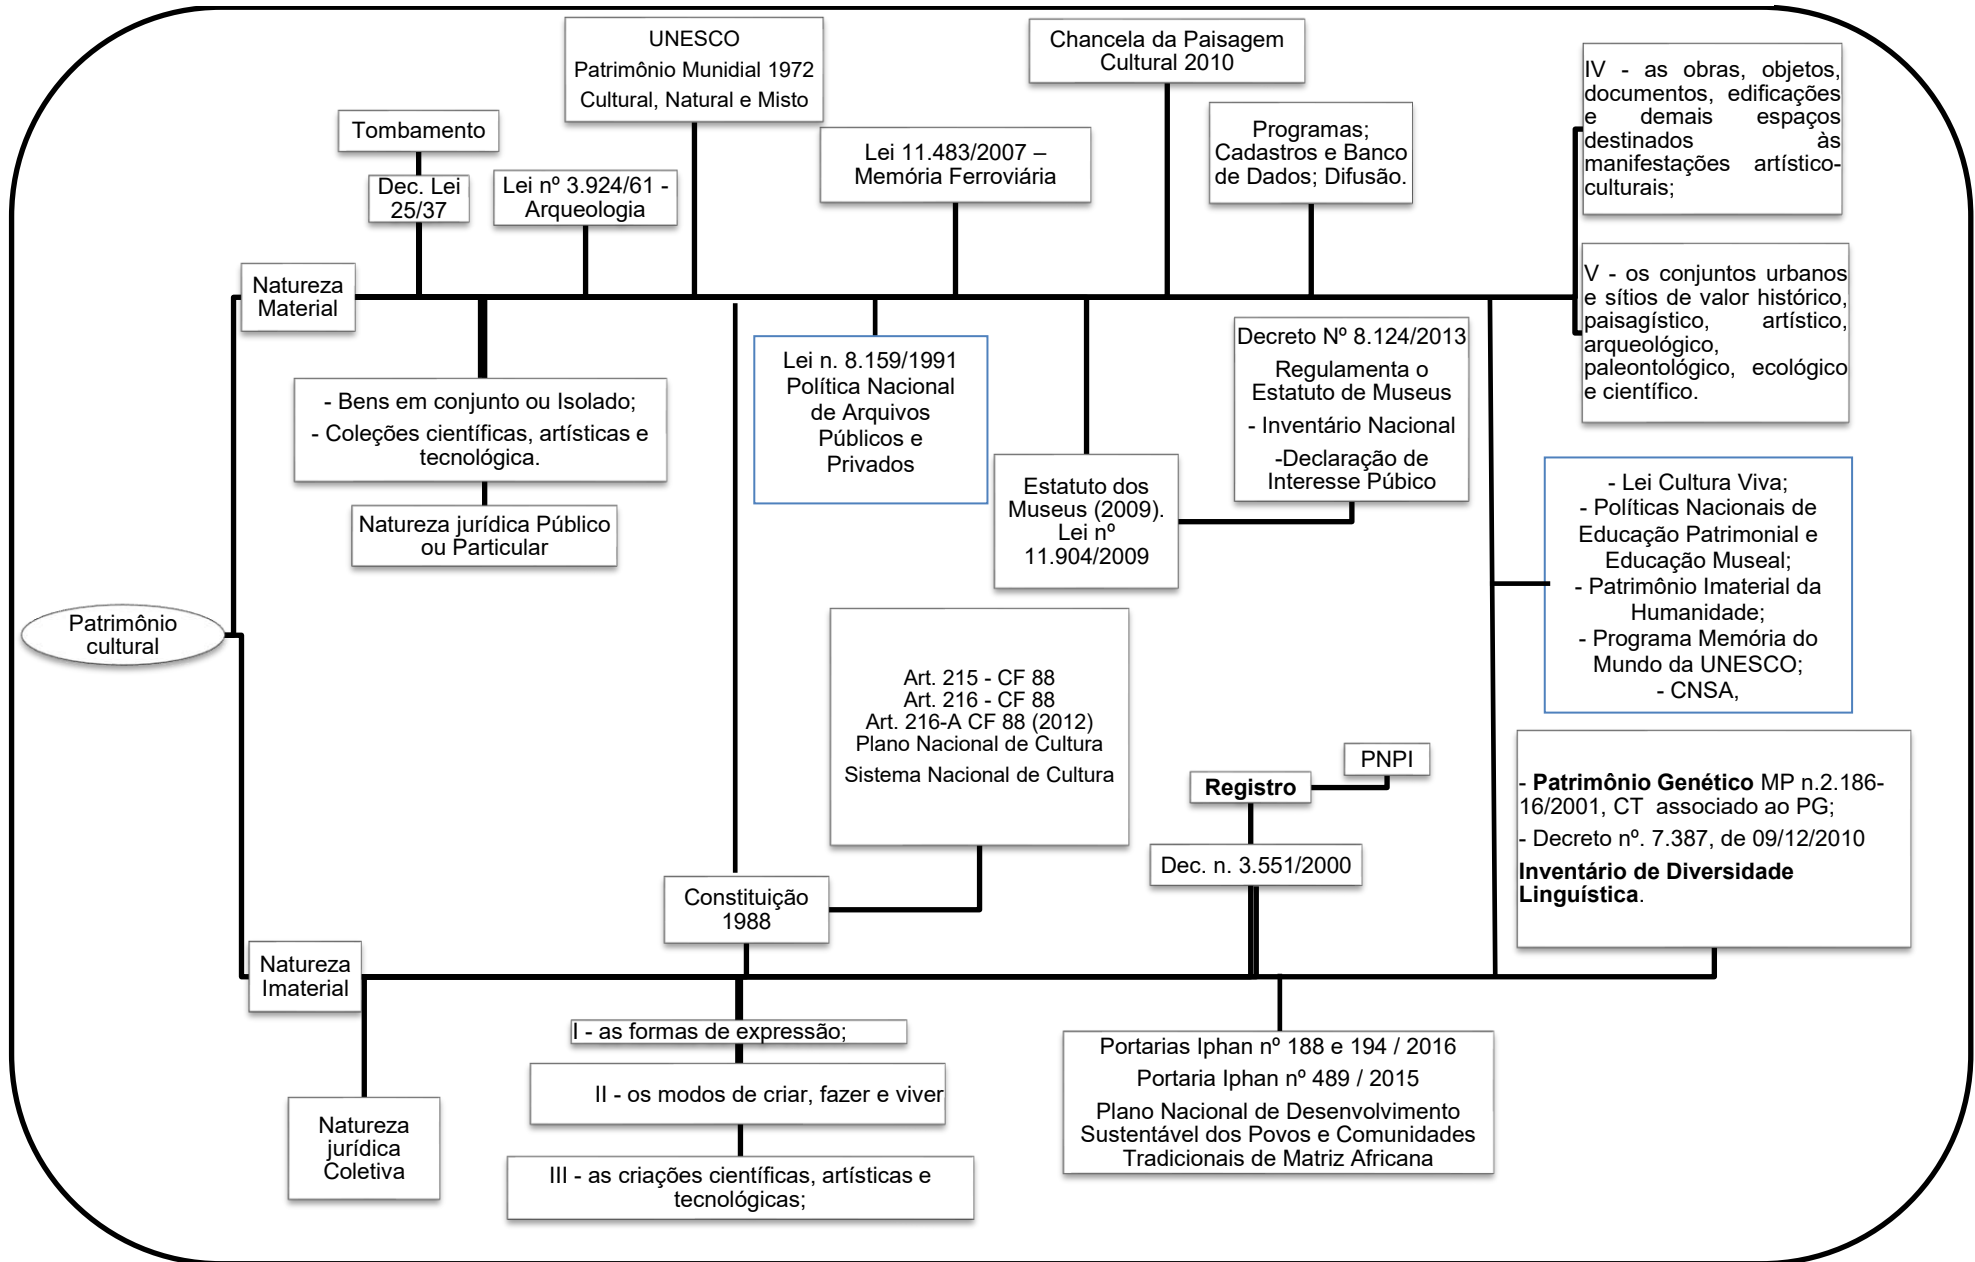 UNESCO
Patrimônio Munidial 1972
Cultural, Natural e Misto
Chancela da Paisagem
Cultural 2010
IV - as obras, objetos,
documentos, edificações
e demais espaços
destinados às
manifestações artístico-
culturais;
Tombamento
Dec. Lei
25/37
Lei nº 3.924/61 -
Arqueologia
Lei 11.483/2007 –
Memória Ferroviária
Programas;
Cadastros e Banco
de Dados; Difusão.
V - os conjuntos urbanos
e sítios de valor histórico,
paisagístico, artístico,
arqueológico,
paleontológico, ecológico
e científico.
Natureza
Material
- Bens em conjunto ou Isolado;
- Coleções científicas, artísticas e
tecnológica.
Natureza jurídica Público
ou Particular
Lei n. 8.159/1991
Política Nacional
de Arquivos
Públicos e
Privados
Estatuto dos
Museus (2009).
Lei nº
11.904/2009
Decreto Nº 8.124/2013
Regulamenta o
Estatuto de Museus
- Inventário Nacional
-Declaração de
Interesse Púbico
- Lei Cultura Viva;
- Políticas Nacionais de
Educação Patrimonial e
Educação Museal;
- Patrimônio Imaterial da
Humanidade;
- Programa Memória do
Mundo da UNESCO;
- CNSA,
Patrimônio
cultural
Art. 215 - CF 88
Art. 216 - CF 88
Art. 216-A CF 88 (2012)
Plano Nacional de Cultura
Sistema Nacional de Cultura
PNPI
Registro
Dec. n. 3.551/2000
- Patrimônio Genético MP n.2.186-
16/2001, CT associado ao PG;
- Decreto nº. 7.387, de 09/12/2010
Inventário de Diversidade
Linguística.
Constituição
1988
Natureza
Imaterial
Natureza
jurídica
Coletiva
I - as formas de expressão;
II - os modos de criar, fazer e viver
III - as criações científicas, artísticas e
tecnológicas;
Portarias Iphan nº 188 e 194 / 2016
Portaria Iphan nº 489 / 2015
Plano Nacional de Desenvolvimento
Sustentável dos Povos e Comunidades
Tradicionais de Matriz Africana